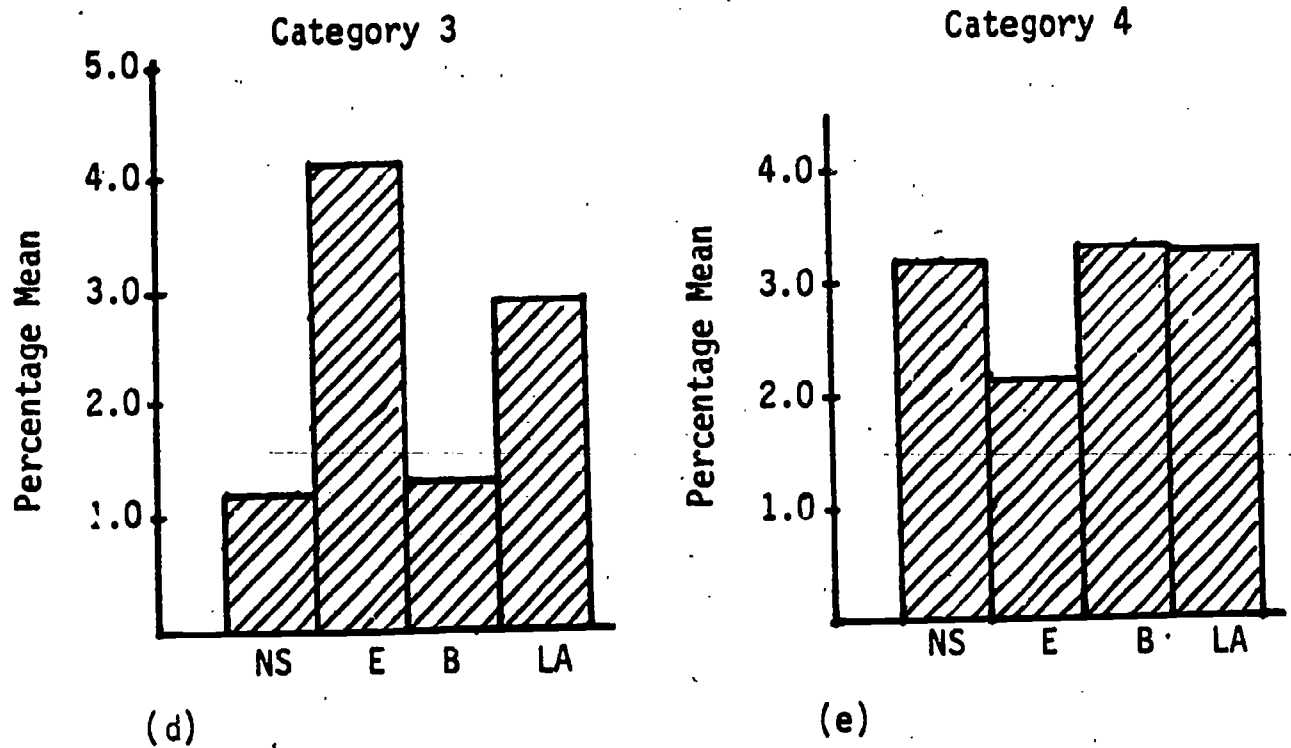 Category 3
5.0
4.0
3.0
2.0
1.0
Percentage Mean
NS E B LA
(d)
Category 4
4.0
3.0
2.0
1.0
Percentage Mean
NS E B LA
(e)